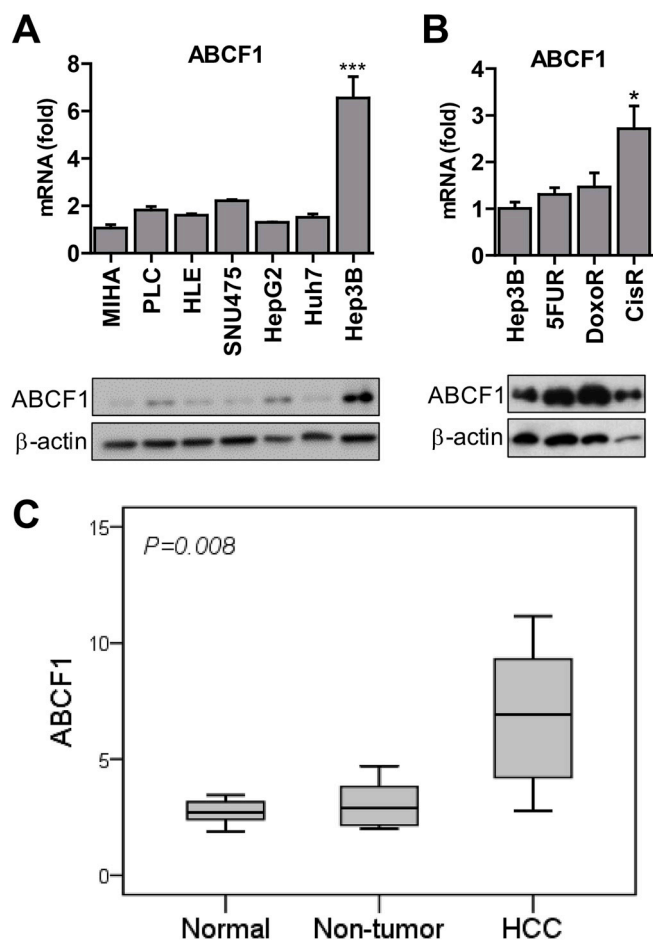 A
ABCF1
mRNA (fold)
8
6
4
2
0
***
MIHA
PLC
HLE
SNU475
HepG2
Huh7
Hep3B
ABCF1
β-actin
B
ABCF1
mRNA (fold)
4
3
2
1
0
*
Hep3B
5FUR
DoxoR
CisR
ABCF1
β-actin
C
P=0.008
ABCF1
15
10
5
0
Normal
Non-tumor
HCC